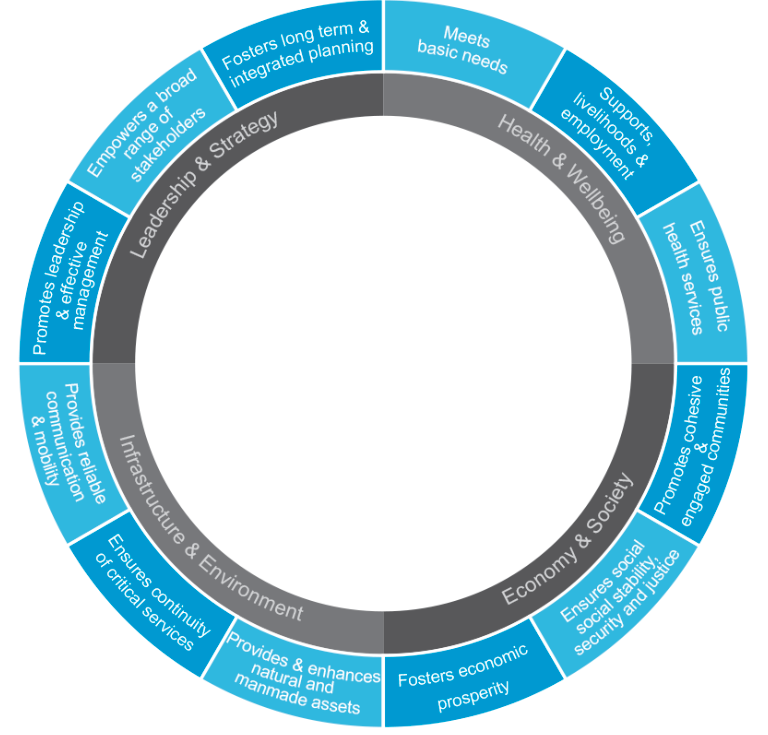 Meets
basic needs
Supports,
livelihoods &
employment
Ensures public
health services
Promotes cohesive
&
engaged communities
Ensures social
social stability,
security and justice
Fosters economic
prosperity
Provides & enhances
natural and
manmade assets
Ensures continuity
of critical services
Provides reliable
communication
& mobility
Promotes leadership
& effective
management
Empowers a broad
range of
stakeholders
Fosters long term &
integrated planning
Health & Wellbeing
Economy & Society
Infrastructure & Environment
Leadership & Strategy